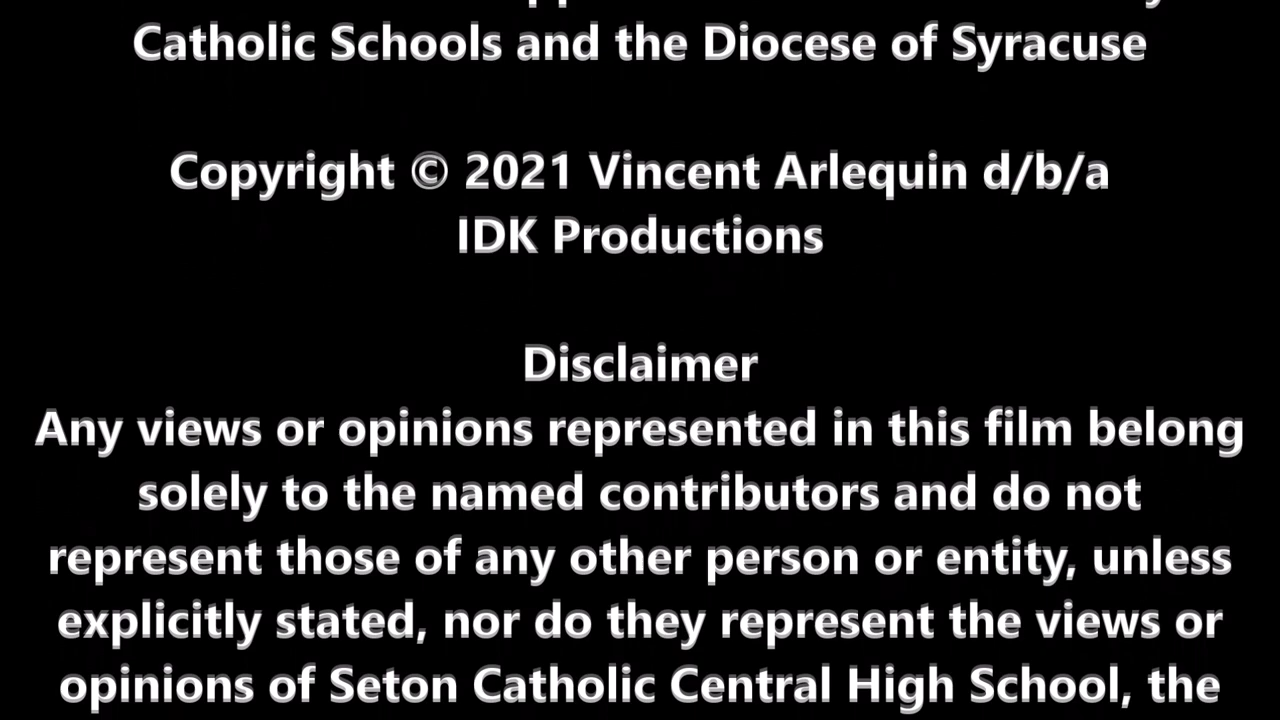 Catholic Schools and the Diocese of Syracuse
Copyright © 2021 Vincent Arlequin d/b/a
IDK Productions
Disclaimer
Any views or opinions represented in this film belong
solely to the named contributors and do not
represent those of any other person or entity, unless
explicitly stated, nor do they represent the views or
opinions of Seton Catholic Central High School, the